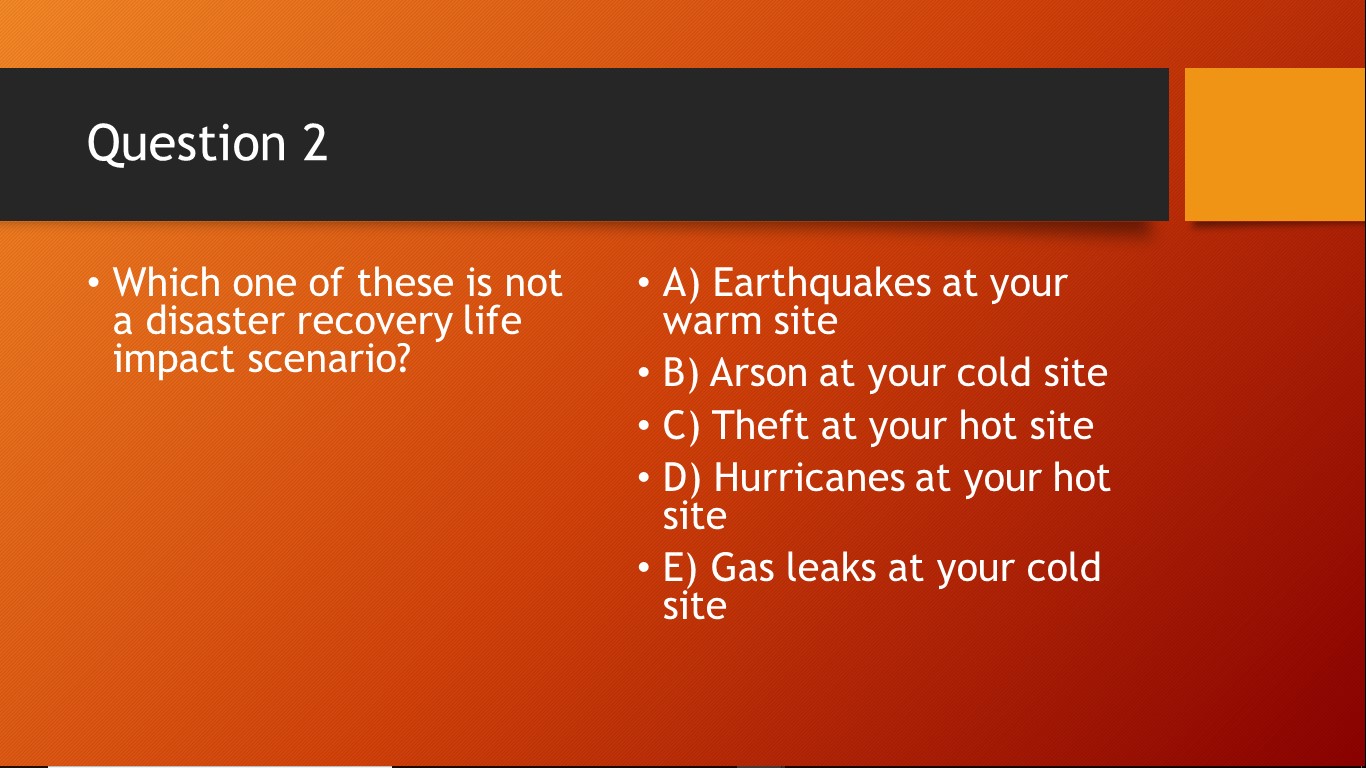 Question 2
• Which one of these is not
a disaster recovery life
impact scenario?
• A) Earthquakes at your
warm site
• B) Arson at your cold site
• C) Theft at your hot site
• D) Hurricanes at your hot
site
• E) Gas leaks at your cold
site